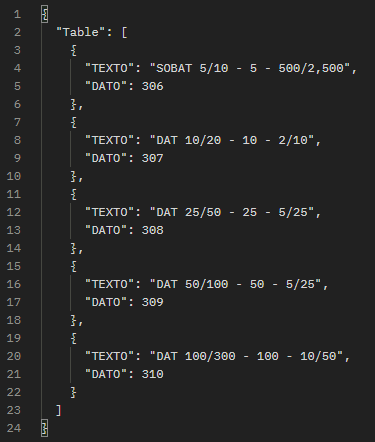 1 {
2   "Table": [
3     {
4       "TEXTO": "SOBAT 5/10 - 5 - 500/2,500",
5       "DATO": 306
6     },
7     {
8       "TEXTO": "DAT 10/20 - 10 - 2/10",
9       "DATO": 307
10     },
11     {
12       "TEXTO": "DAT 25/50 - 25 - 5/25",
13       "DATO": 308
14     },
15     {
16       "TEXTO": "DAT 50/100 - 50 - 5/25",
17       "DATO": 309
18     },
19     {
20       "TEXTO": "DAT 100/300 - 100 - 10/50",
21       "DATO": 310
22     }
23   ]
24 }